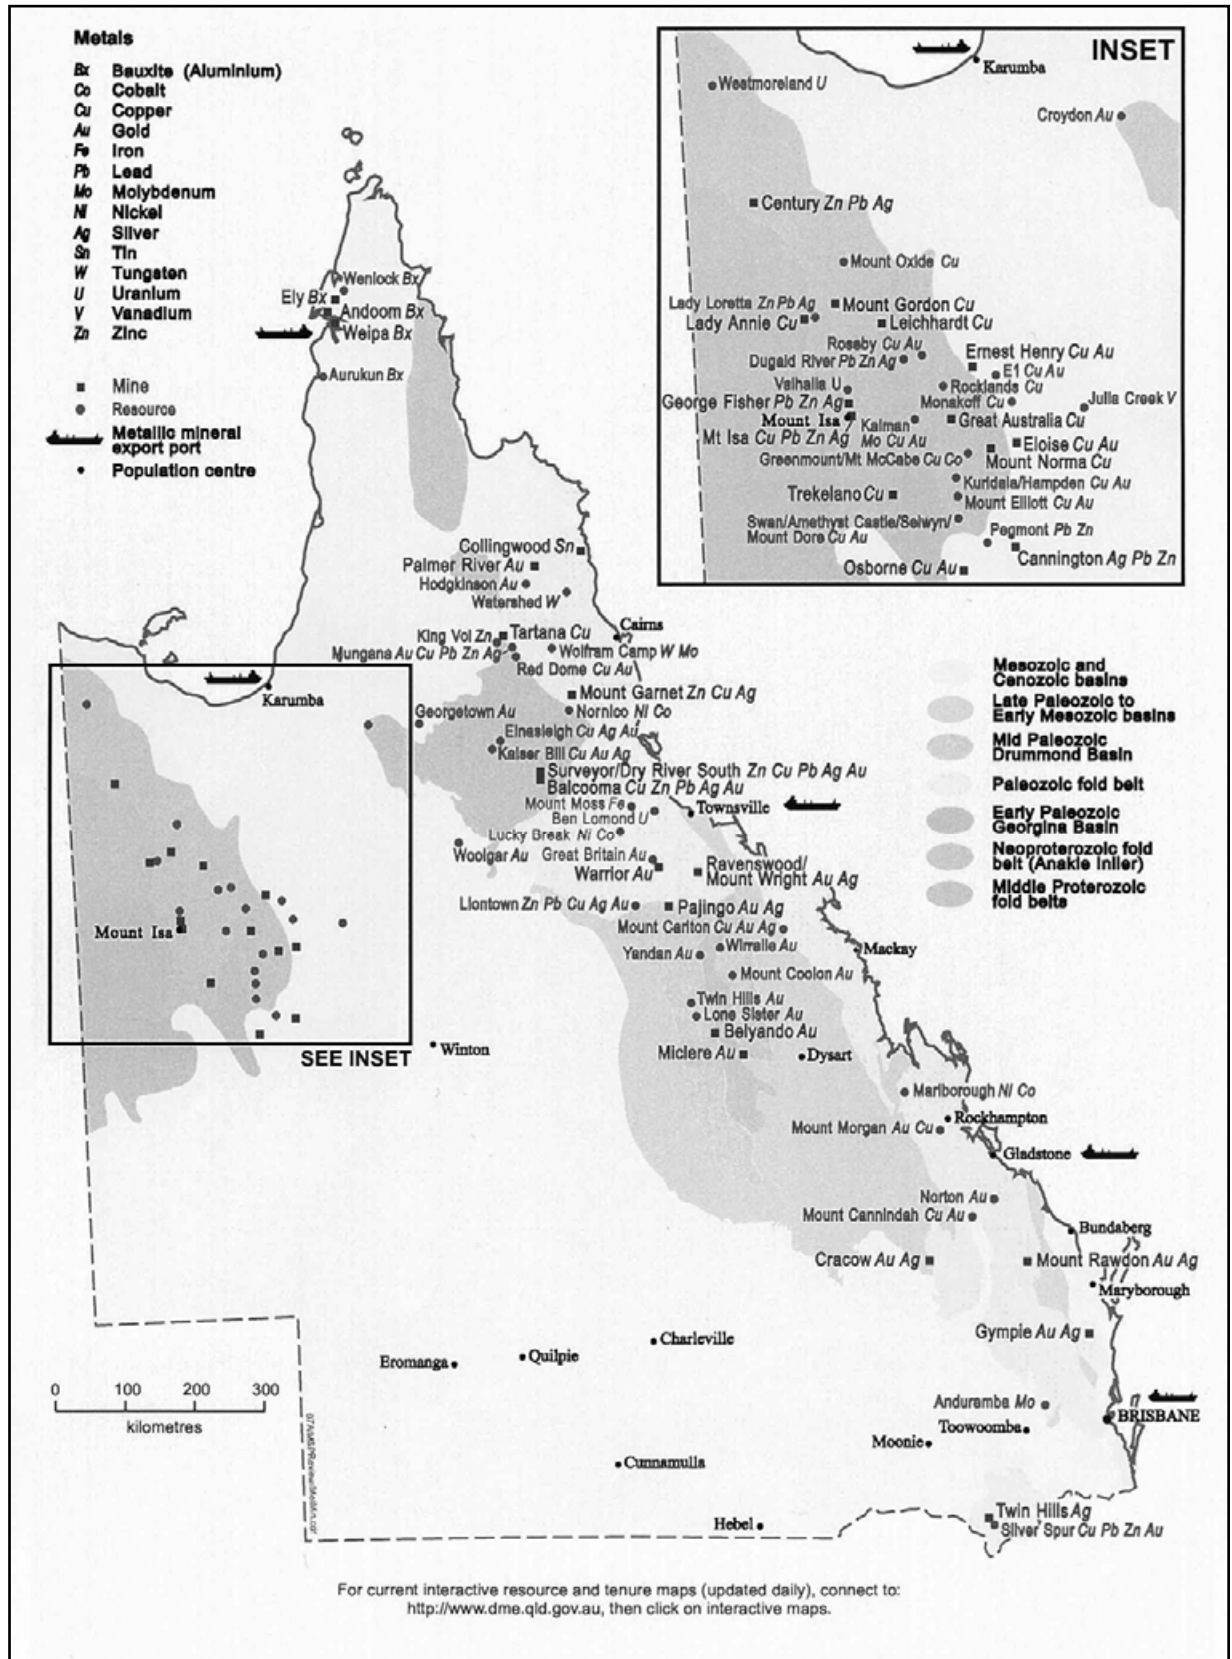 Metals
Bx Bauxite (Aluminium)
Co Cobalt
Cu Copper
Au Gold
Fe Iron
Pb Lead
Mo Molybdenum
Ni Nickel
Ag Silver
Sn Tin
W Tungsten
U Uranium
V Vanadium
Zn Zinc
Mine
Resource
Metallic mineral
export port
Population centre
INSET
Karumba
Westmoreland U
Croydon Au
Century Zn Pb Ag
Mount Oxide Cu
Lady Loretta Zn Pb Ag
Mount Gordon Cu
Lady Annie Cu
Leichhardt Cu
Roseby Cu Au
Ernest Henry Cu Au
Dugald River Pb Zn Ag
E1 Cu Au
Valhalla U
Rocklands Cu
Julia Creek V
George Fisher Pb Zn Ag
Monakoff Cu
Mount Isa
Kalman
Mo Cu Au
Great Australia Cu
Mt Isa Cu Pb Zn Ag
Eloise Cu Au
Greenmount/Mt McCabe Cu Co
Mount Norma Cu
Kuridala/Hampden Cu Au
Trekelano Cu
Mount Elliott Cu Au
Swan/Amethyst Castle/Selwyn/
Mount Dore Cu Au
Pegmont Pb Zn
Cannington Ag Pb Zn
Osborne Cu Au
Wenlock Bx
Ely Bx
Andoom Bx
Weipa Bx
Aurukun Bx
Collingwood Sn
Palmer River Au
Hodgkinson Au
Watershed W
Cairns
King Vol Zn
Tartana Cu
Mungana Au Cu Pb Zn Ag
Wolfram Camp W Mo
Red Dome Cu Au
Karumba
Mount Garnet Zn Cu Ag
Georgetown Au
Nornico Ni Co
Einasleigh Cu Ag Au
Kaiser Bill Cu Au Ag
Surveyor/Dry River South Zn Cu Pb Ag Au
Balcooma Cu Zn Pb Ag Au
Mount Moss Fe
Ben Lomond U
Townsville
Lucky Break Ni Co
Woolgar Au
Great Britain Au
Warrior Au
Ravenswood/
Mount Wright Au Ag
Liontown Zn Pb Cu Ag Au
Pajingo Au Ag
Mount Carlton Cu Au Ag
Mount Isa
Yandan Au
Wirralie Au
Mackay
Mount Coolon Au
Twin Hills Au
Lone Sister Au
Belyando Au
SEE INSET
Winton
Miclere Au
Dysart
Marlborough Ni Co
Rockhampton
Mount Morgan Au Cu
Gladstone
Norton Au
Mount Cannindah Cu Au
Bundaberg
Cracow Au Ag
Mount Rawdon Au Ag
Maryborough
Gympie Au Ag
Charleville
Eromanga
Quilpie
Anduramba Mo
BRISBANE
Toowoomba
Moonie
Cunnamulla
Hebel
Twin Hills Ag
Silver Spur Cu Pb Zn Au
Mesozoic and
Cenozoic basins
Late Paleozoic to
Early Mesozoic basins
Mid Paleozoic
Drummond Basin
Paleozoic fold belt
Early Paleozoic
Georgina Basin
Neoproterozoic fold
belt (Anakie Inlier)
Middle Proterozoic
fold belts
0 100 200 300
kilometres
For current interactive resource and tenure maps (updated daily), connect to:
http://www.dme.qld.gov.au, then click on interactive maps.